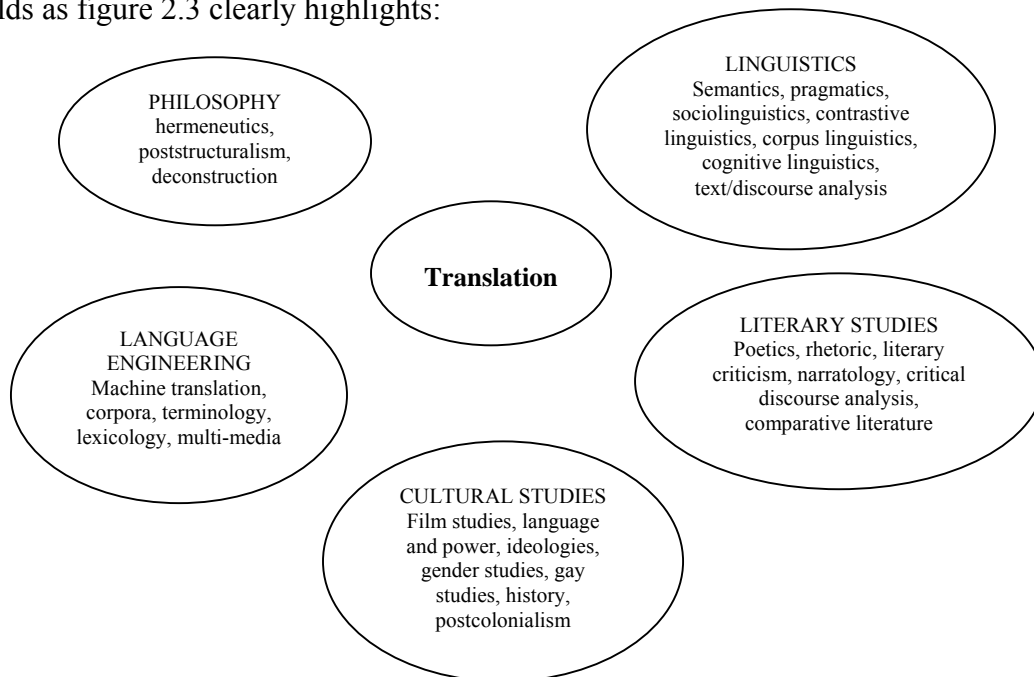 lds as figure 2.3 clearly highlights:
PHILOSOPHY
hermeneutics,
poststructuralism,
deconstruction
LINGUISTICS
Semantics, pragmatics,
sociolinguistics, contrastive
linguistics, corpus linguistics,
cognitive linguistics,
text/discourse analysis
Translation
LANGUAGE
ENGINEERING
Machine translation,
corpora, terminology,
lexicology, multi-media
LITERARY STUDIES
Poetics, rhetoric, literary
criticism, narratology, critical
discourse analysis,
comparative literature
CULTURAL STUDIES
Film studies, language
and power, ideologies,
gender studies, gay
studies, history,
postcolonialism